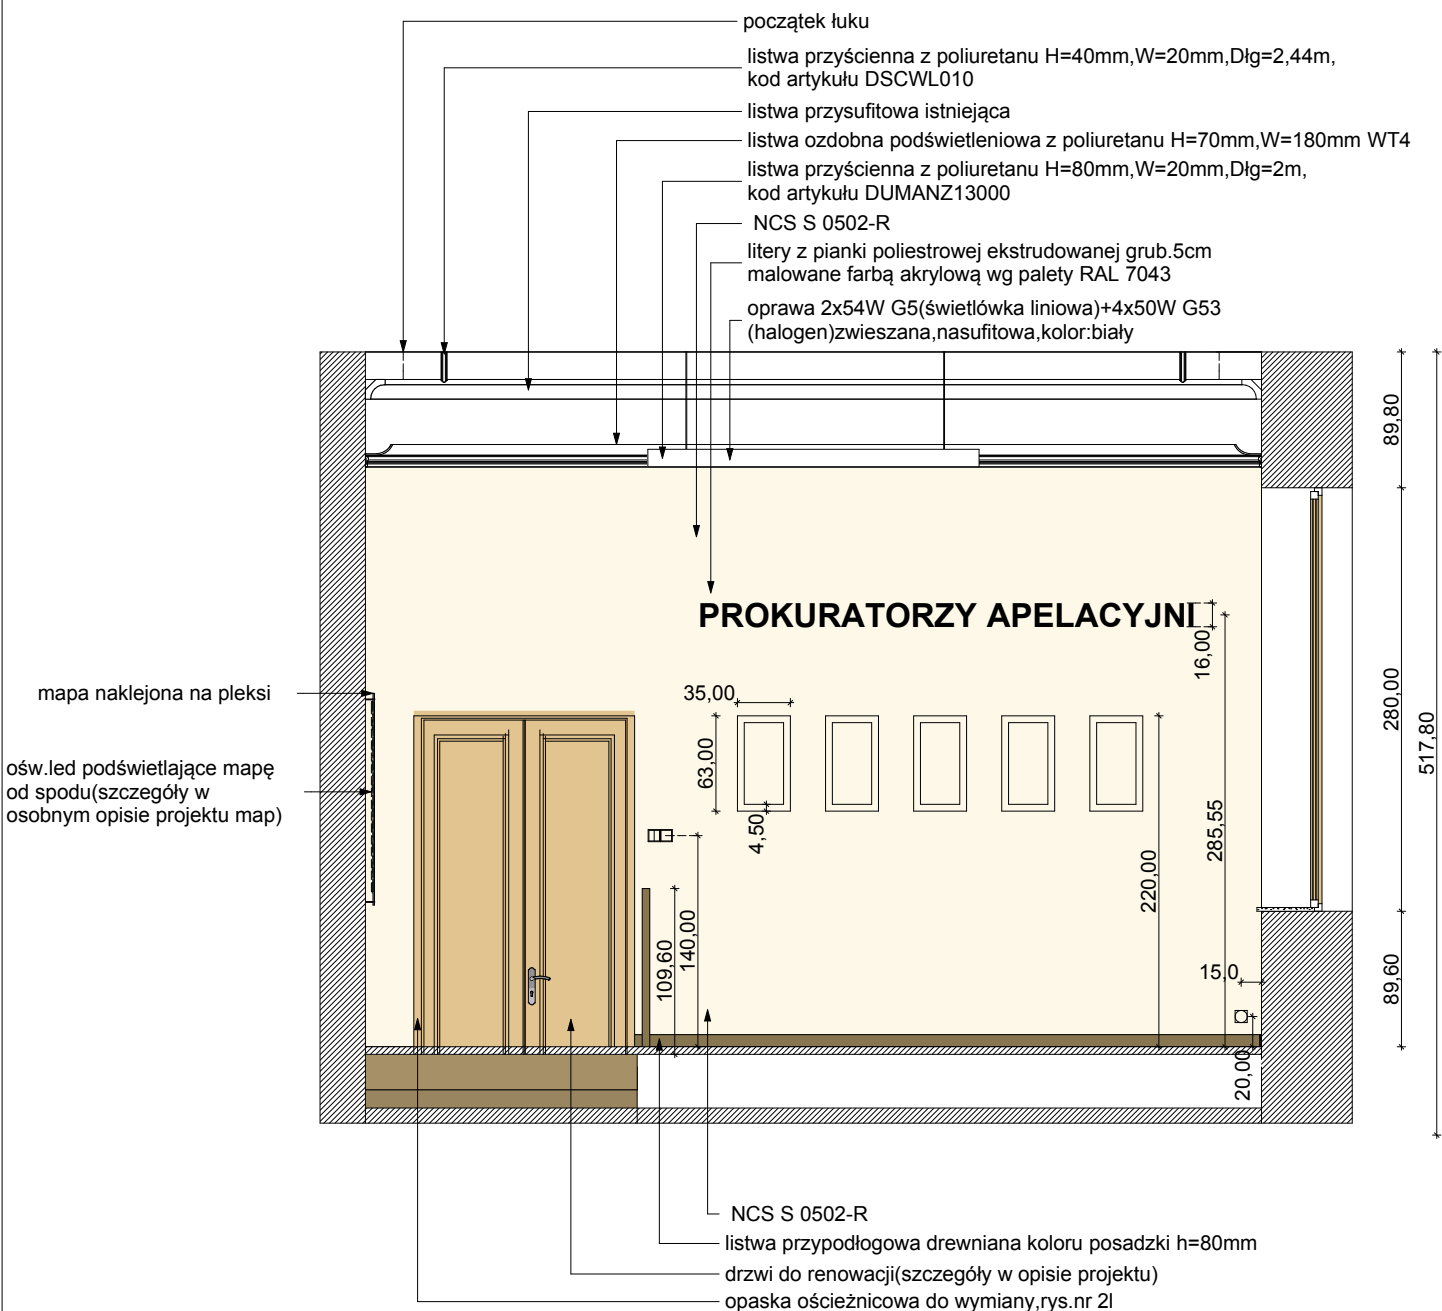 początek łuku
listwa przyścienna z poliuretanu H=40mm,W=20mm,Dłg=2,44m,
kod artykułu DSCWL010
listwa przysufitowa istniejąca
listwa ozdobna podświetleniowa z poliuretanu H=70mm,W=180mm WT4
listwa przyścienna z poliuretanu H=80mm,W=20mm,Dłg=2m,
kod artykułu DUMANZ13000
NCS S 0502-R
litery z pianki poliestrowej ekstrudowanej grub.5cm
malowane farbą akrylową wg palety RAL 7043
oprawa 2x54W G5(świetlówka liniowa)+4x50W G53
(halogen)zwieszana,nasufitowa,kolor:biały
89,80
PROKURATORZY APELACYJNI
16,00
mapa naklejona na pleksi
35,00
280,00
517,80
63,00
ośw.led podświetlające mapę
od spodu(szczegóły w
osobnym opisie projektu map)
4,50
285,55
220,00
140,00
109,60
15,0
89,60
20,00
NCS S 0502-R
listwa przypodłogowa drewniana koloru posadzki h=80mm
drzwi do renowacji(szczegóły w opisie projektu)
opaska ościeżnicowa do wymiany,rys.nr 2l